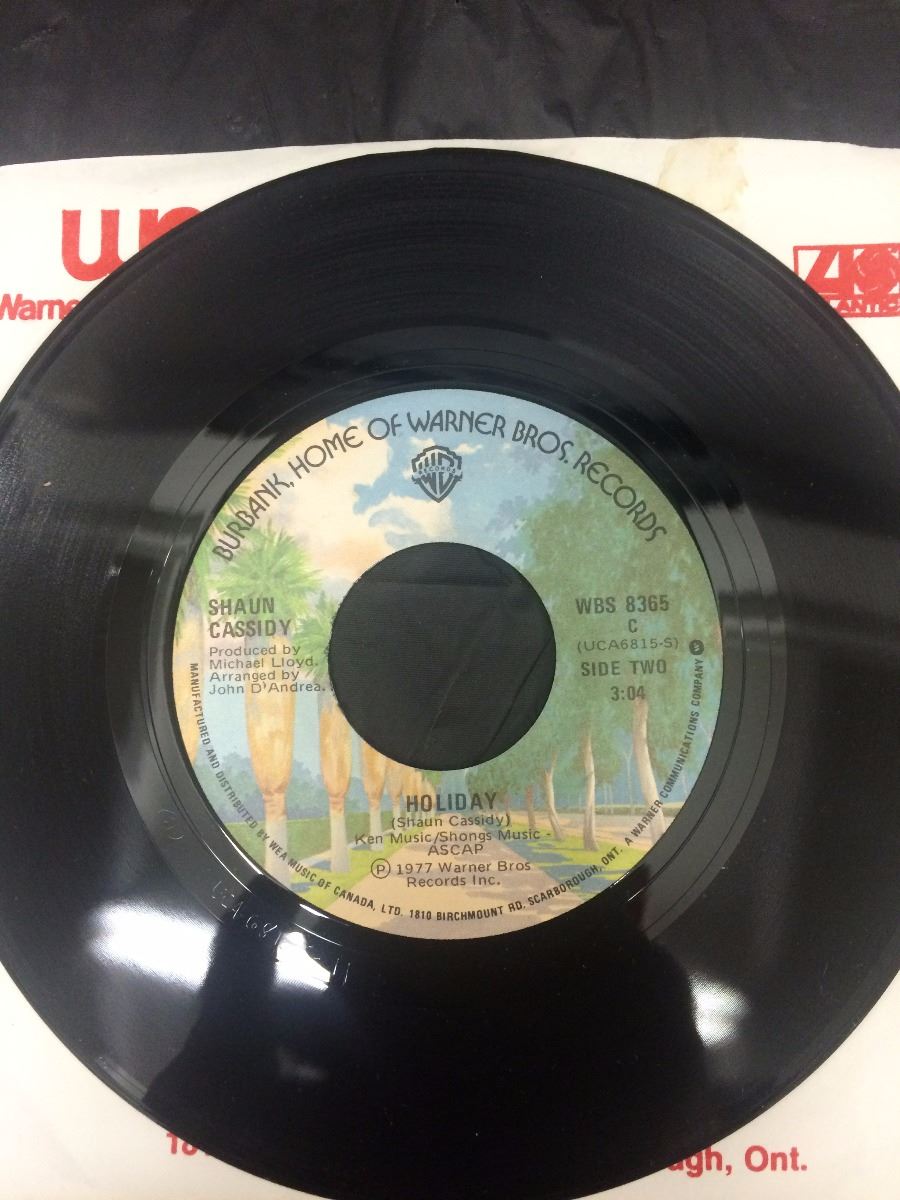 Warne
ANTIC
BURBANK, HOME OF WARNER BROS. RECORDS
RECORDS
SHAUN
CASSIDY
Produced by
Michael Lloyd.
Arranged by
John D'Andrea.
WBS 8365
C
(UCA6815-S)
SIDE TWO
3:04
HOLIDAY
(Shaun Cassidy)
Ken Music/Shongs Music -
ASCAP
Ⓟ 1977 Warner Bros
Records Inc.
MANUFACTURED AND DISTRIBUTED BY WEA MUSIC OF CANADA, LTD. 1810 BIRCHMOUNT RD. SCARBOROUGH, ONT. A WARNER COMMUNICATIONS COMPANY
ugh, Ont.